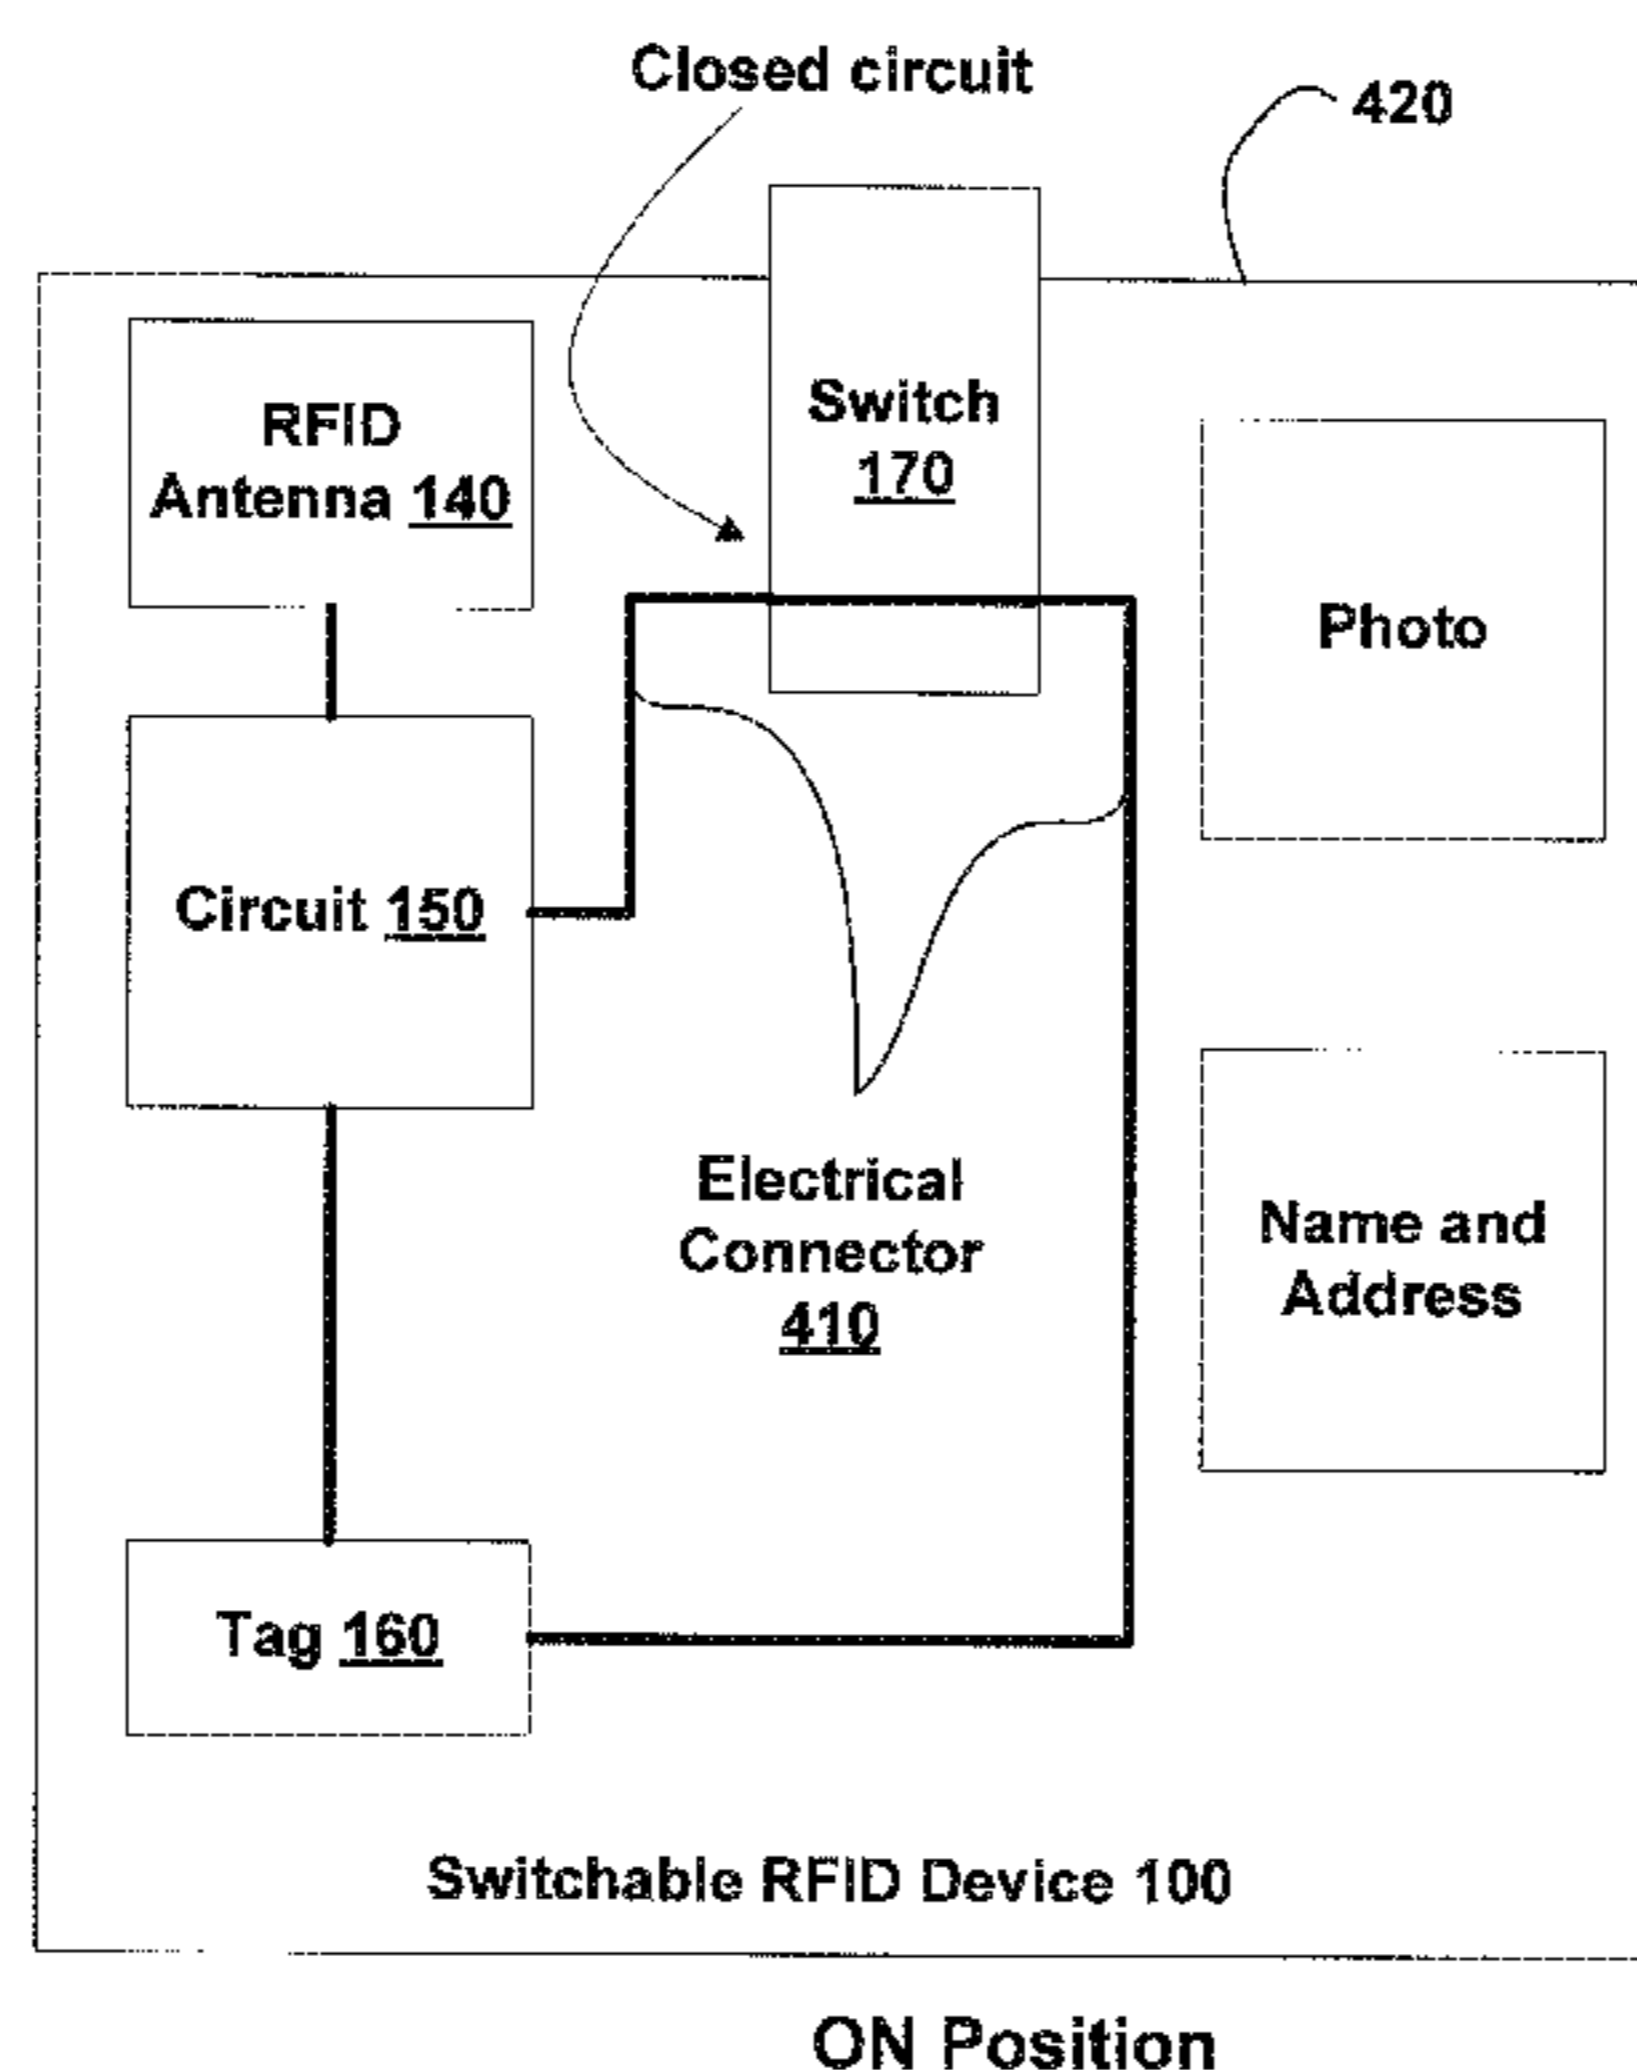 Closed circuit
420
Switch
170
RFID
Antenna 140
Photo
Circuit 150
Electrical
Connector
410
Name and
Address
Tag 160
Switchable RFID Device 100
ON Position